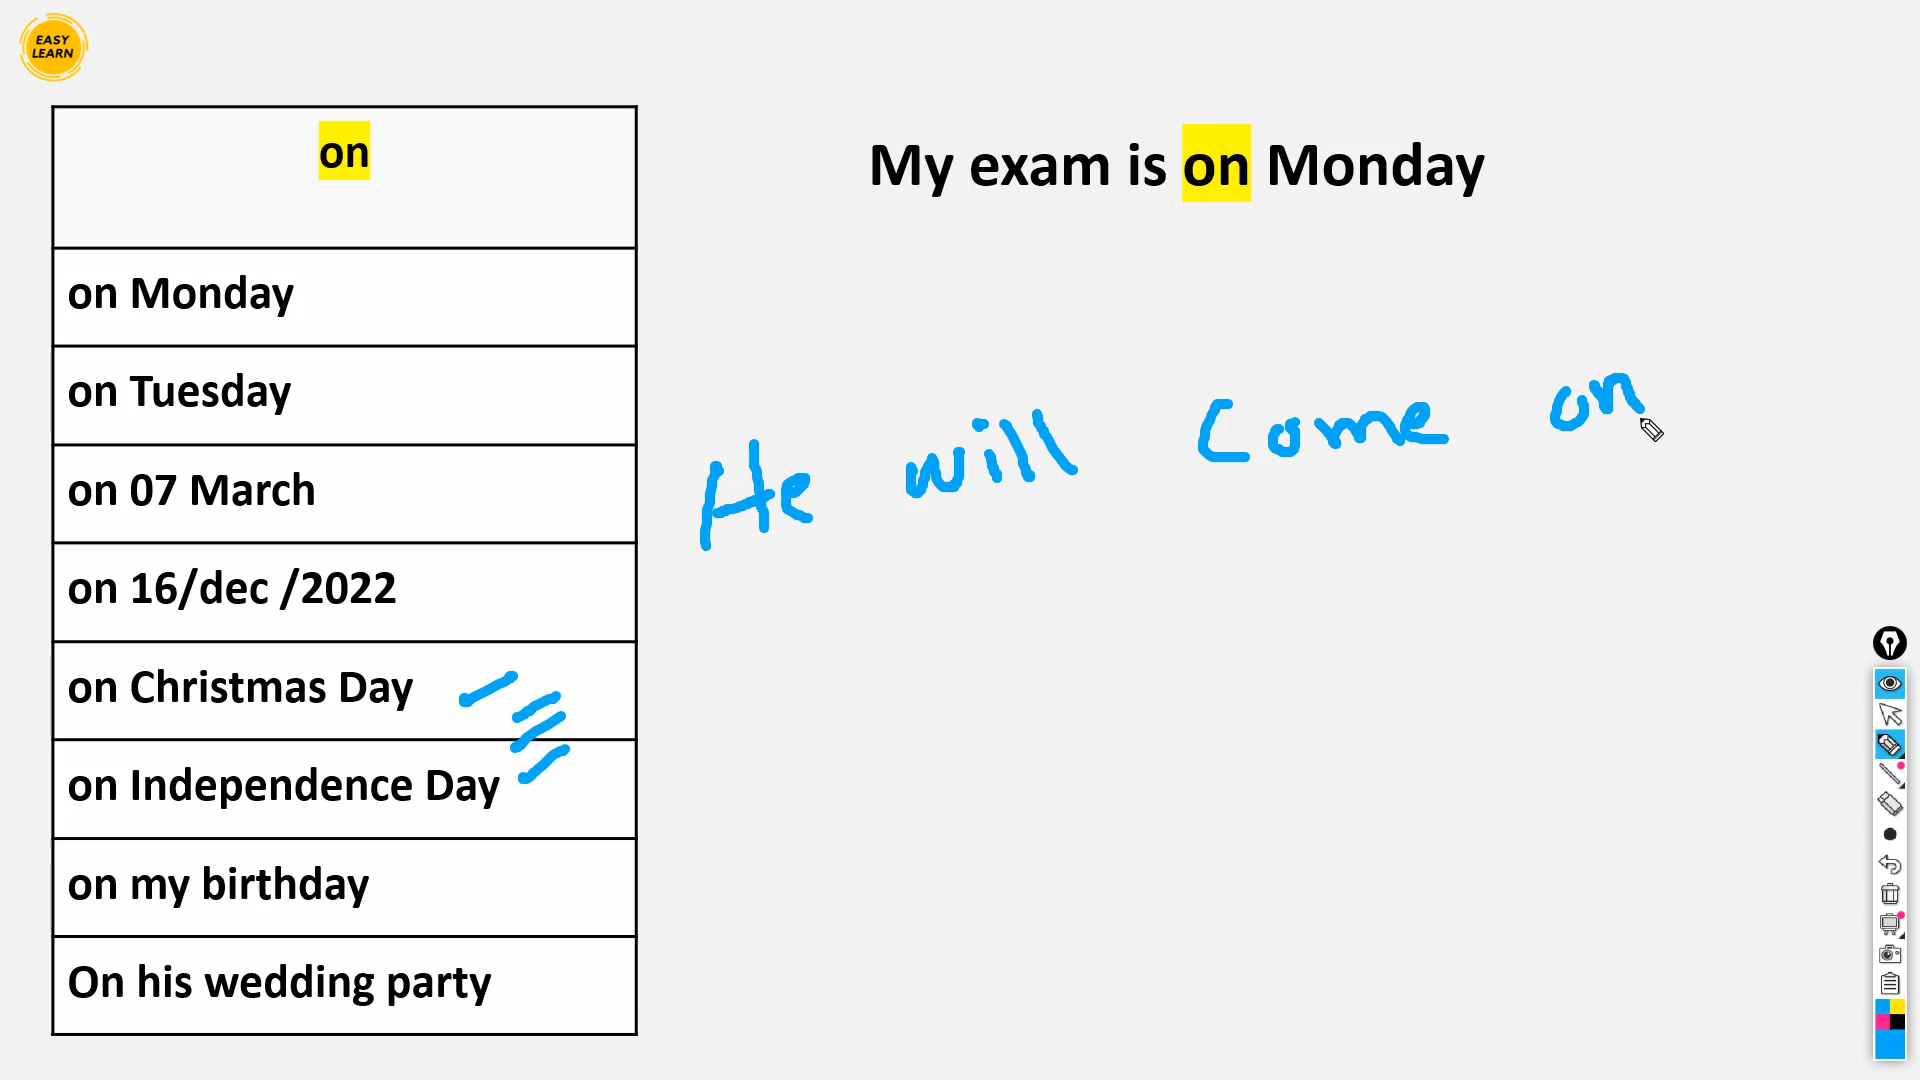 EASY
LEARN
on
on Monday
on Tuesday
on 07 March
on 16/dec /2022
on Christmas Day
on Independence Day
on my birthday
On his wedding party
My exam is on Monday
He will Come on